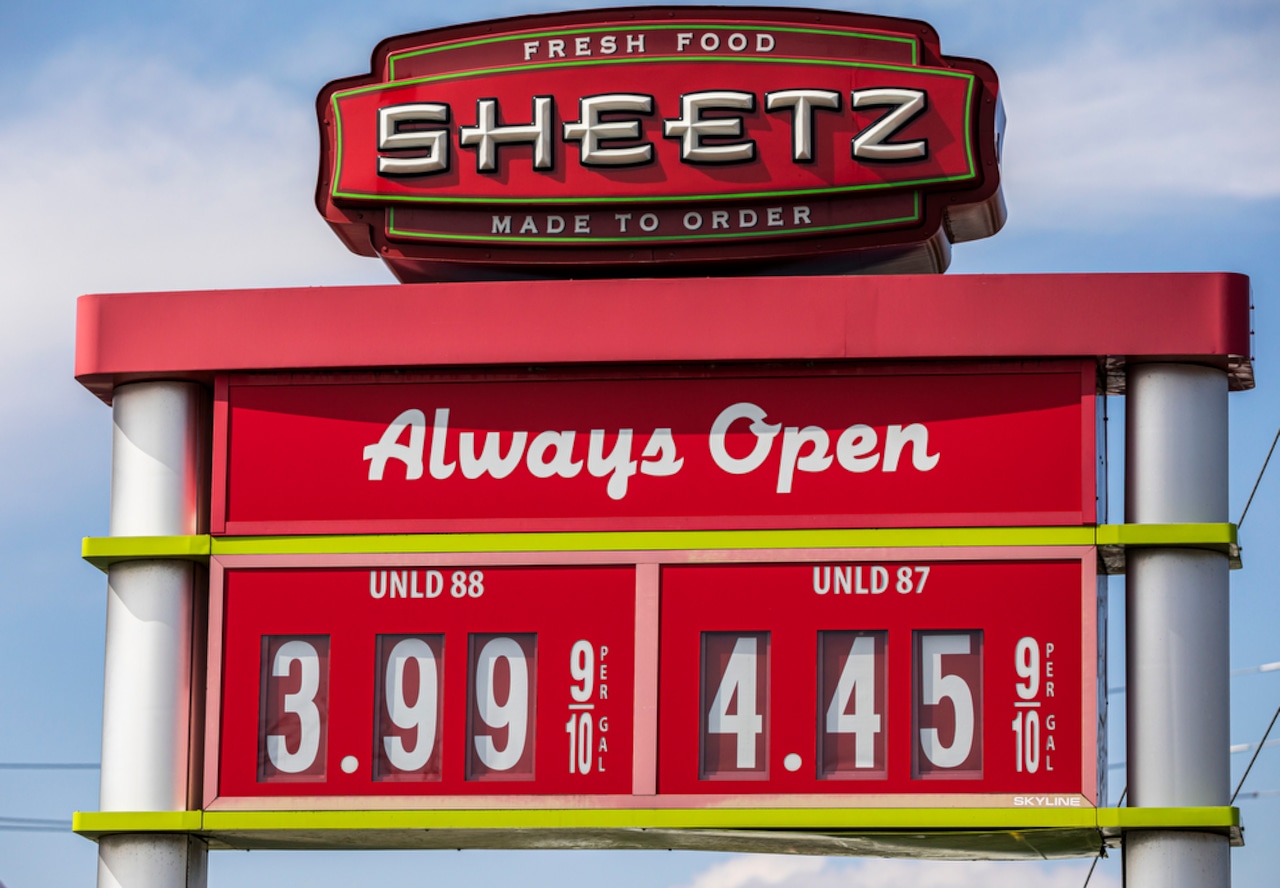 FRESH FOOD
SHEETZ
MADE TO ORDER
Always Open
UNLD 88
3.99 9/10 PER GAL
UNLD 87
4.45 9/10 PER GAL
SKYLINE